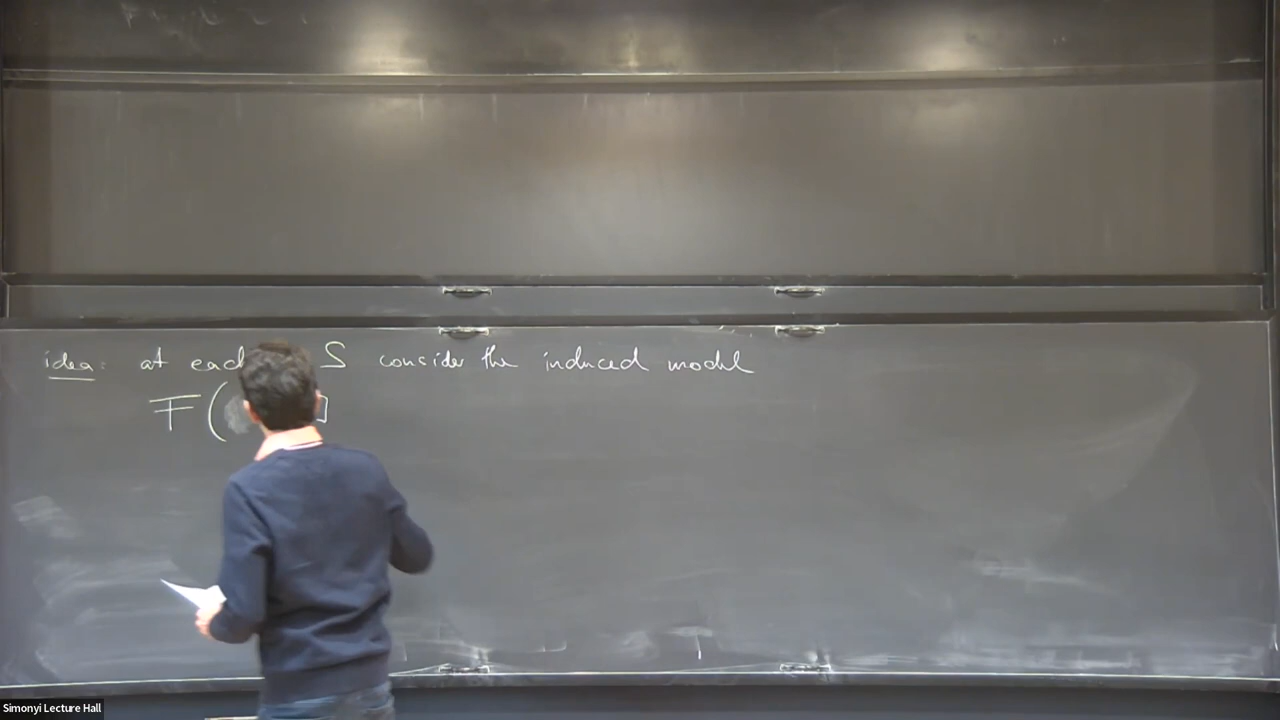 idea: at each S consider the induced model
F(
Simonyi Lecture Hall